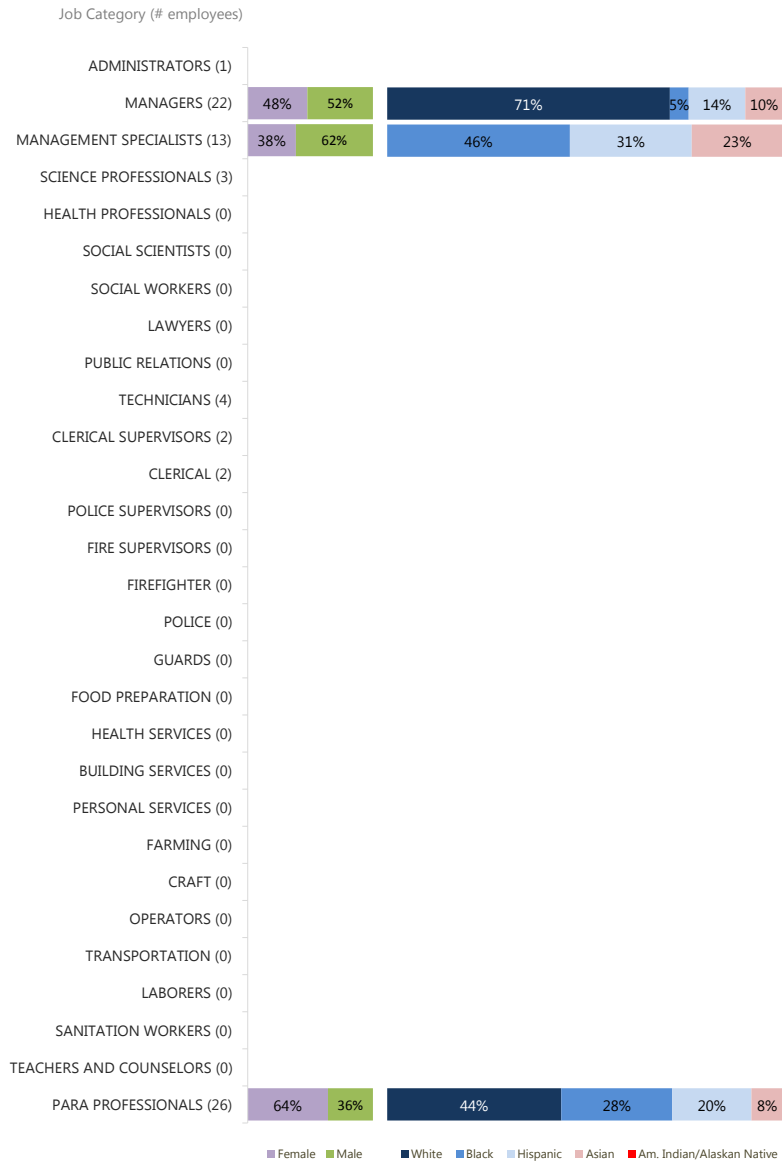 Job Category (# employees)
ADMINISTRATORS (1)
MANAGERS (22) 48% 52% 71% 5% 14% 10%
MANAGEMENT SPECIALISTS (13) 38% 62% 46% 31% 23%
SCIENCE PROFESSIONALS (3)
HEALTH PROFESSIONALS (0)
SOCIAL SCIENTISTS (0)
SOCIAL WORKERS (0)
LAWYERS (0)
PUBLIC RELATIONS (0)
TECHNICIANS (4)
CLERICAL SUPERVISORS (2)
CLERICAL (2)
POLICE SUPERVISORS (0)
FIRE SUPERVISORS (0)
FIREFIGHTER (0)
POLICE (0)
GUARDS (0)
FOOD PREPARATION (0)
HEALTH SERVICES (0)
BUILDING SERVICES (0)
PERSONAL SERVICES (0)
FARMING (0)
CRAFT (0)
OPERATORS (0)
TRANSPORTATION (0)
LABORERS (0)
SANITATION WORKERS (0)
TEACHERS AND COUNSELORS (0)
PARA PROFESSIONALS (26) 64% 36% 44% 28% 20% 8%
Female Male White Black Hispanic Asian Am. Indian/Alaskan Native